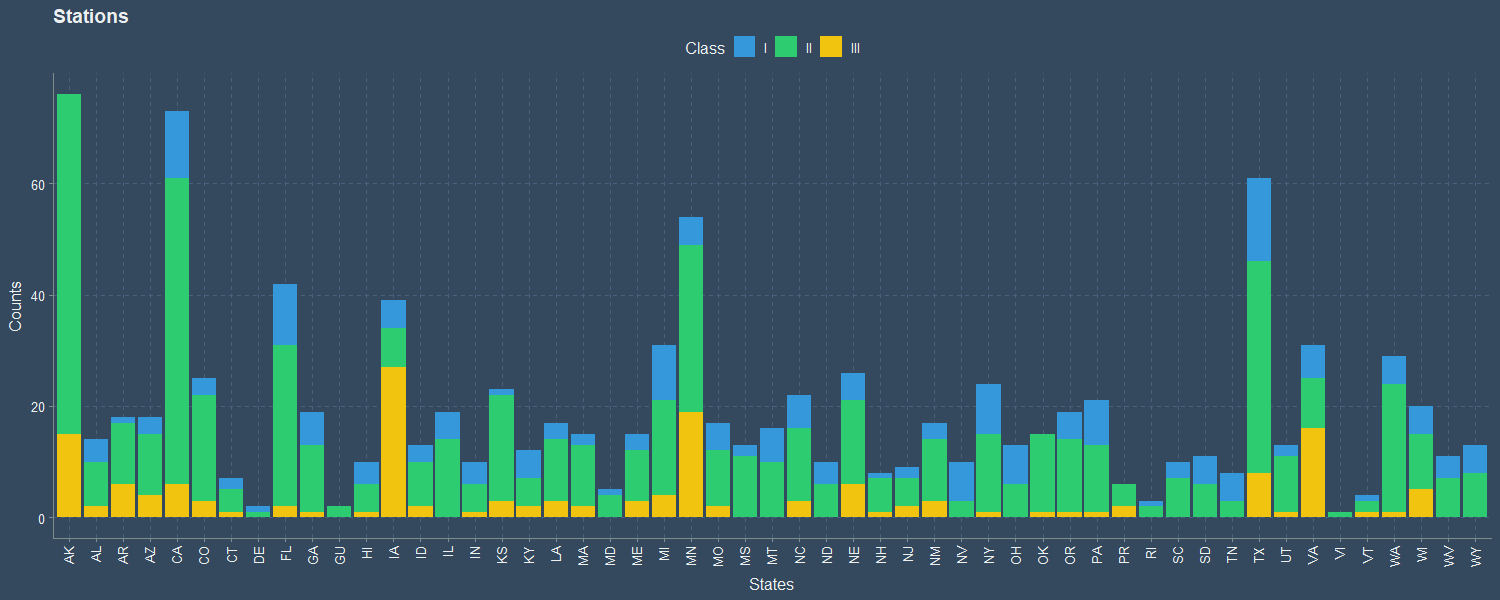 Stations
Class I II III
Counts
60
40
20
0
AK AL AR AZ CA CO CT DE FL GA GU HI IA ID IL IN KS KY LA MA MD ME MI MN MO MS MT NC ND NE NH NJ NM NV NY OH OK OR PA PR RI SC SD TN TX UT VA VI VT WA WI WV WY
States